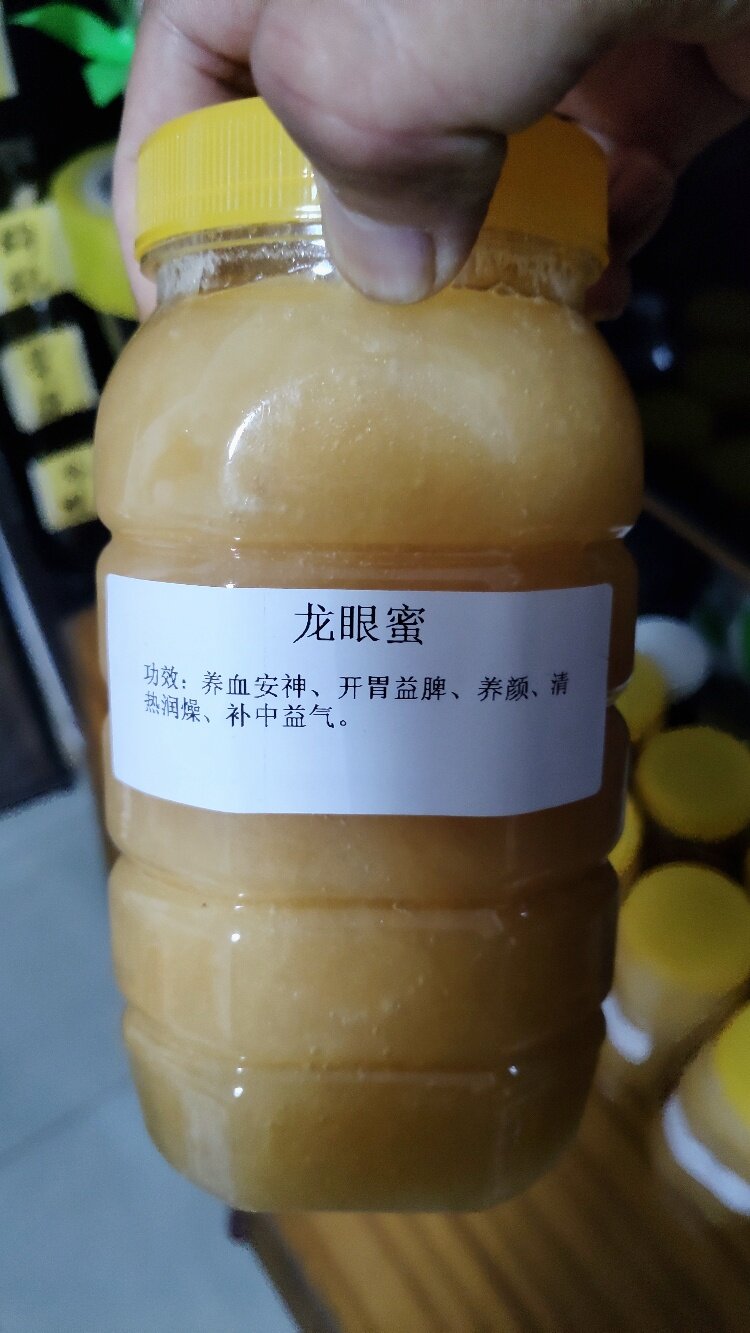 龙眼蜜
功效：养血安神、开胃益脾、养颜、清
热润燥、补中益气。